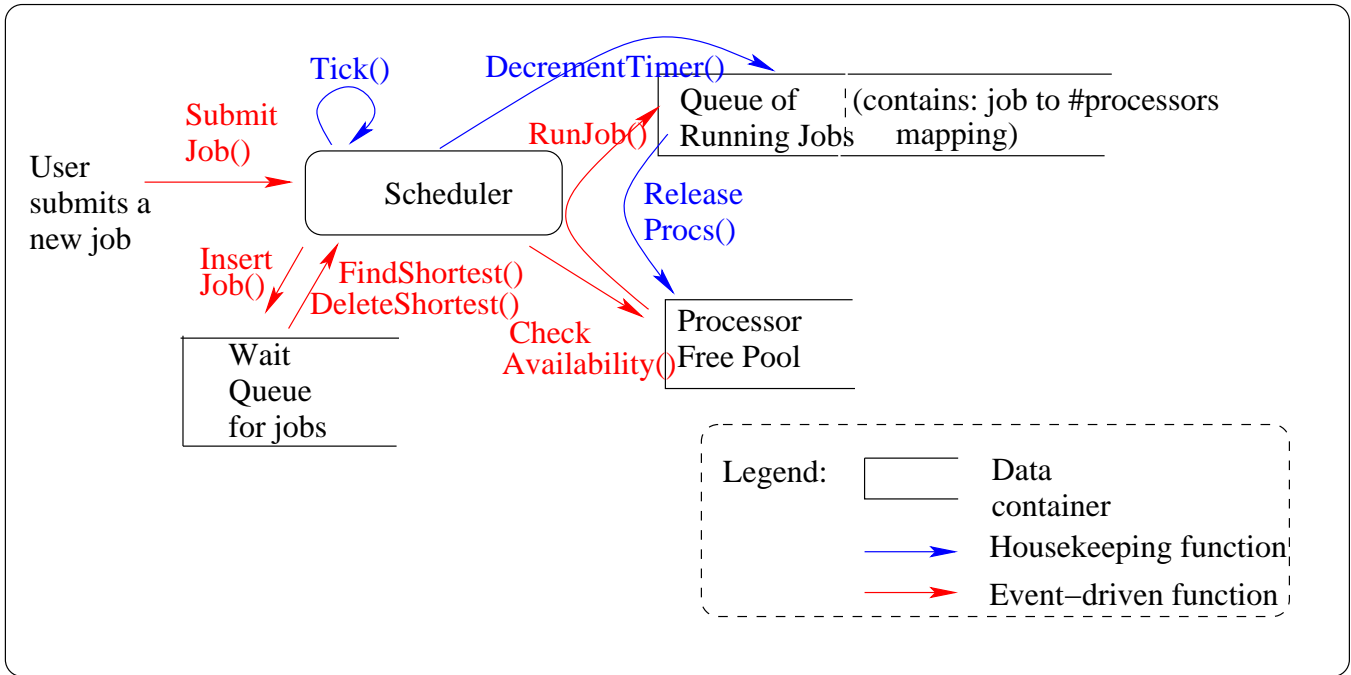 Tick()
DecrementTimer()
Queue of
Running Jobs
(contains: job to #processors
mapping)
Submit
Job()
RunJob()
User
submits a
new job
Scheduler
Release
Procs()
Insert
Job()
FindShortest()
DeleteShortest()
Check
Availability()
Processor
Free Pool
Wait
Queue
for jobs
Legend:
Data
container
Housekeeping function
Event−driven function